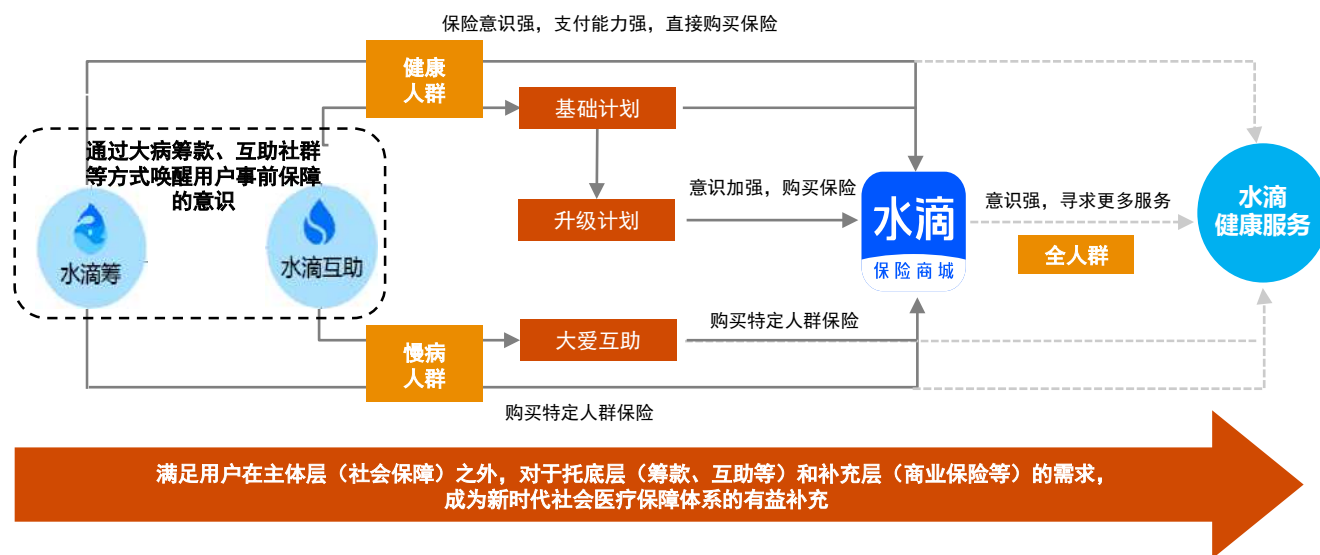 保险意识强，支付能力强，直接购买保险
健康
人群
基础计划
通过大病筹款、互助社群
等方式唤醒用户事前保障
的意识
意识加强，购买保险
升级计划
水滴筹
水滴互助
水滴
保险商城
意识强，寻求更多服务
全人群
水滴
健康服务
慢病
人群
大爱互助
购买特定人群保险
购买特定人群保险
满足用户在主体层（社会保障）之外，对于托底层（筹款、互助等）和补充层（商业保险等）的需求，
成为新时代社会医疗保障体系的有益补充